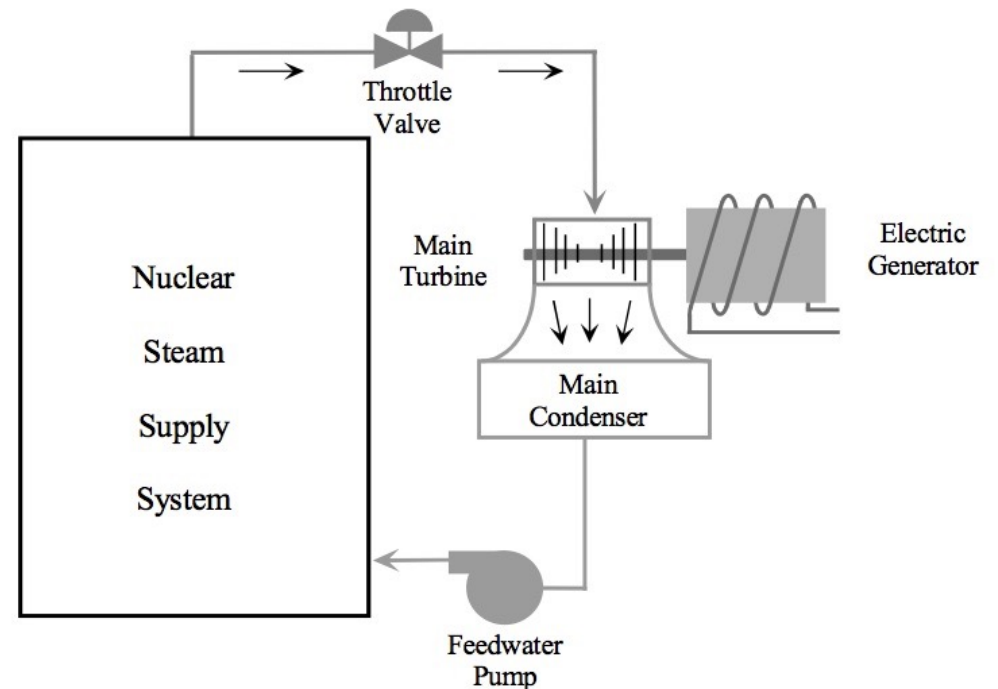 Throttle
Valve
Main
Turbine
Electric
Generator
Nuclear
Steam
Supply
System
Main
Condenser
Feedwater
Pump